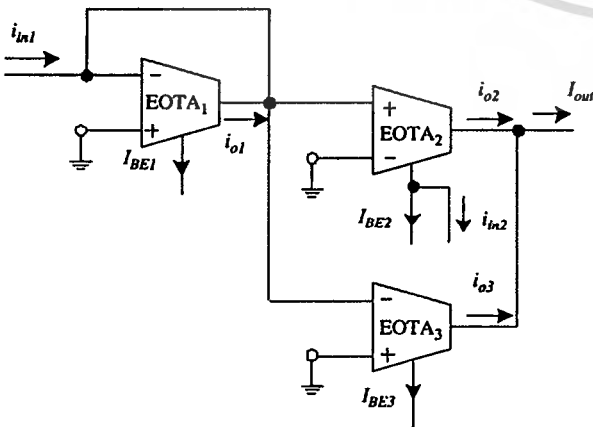 i_in1
−
EOTA₁
+
i_o1
I_BE1
+
EOTA₂
−
i_o2
I_out
I_BE2
i_in2
−
EOTA₃
+
i_o3
I_BE3